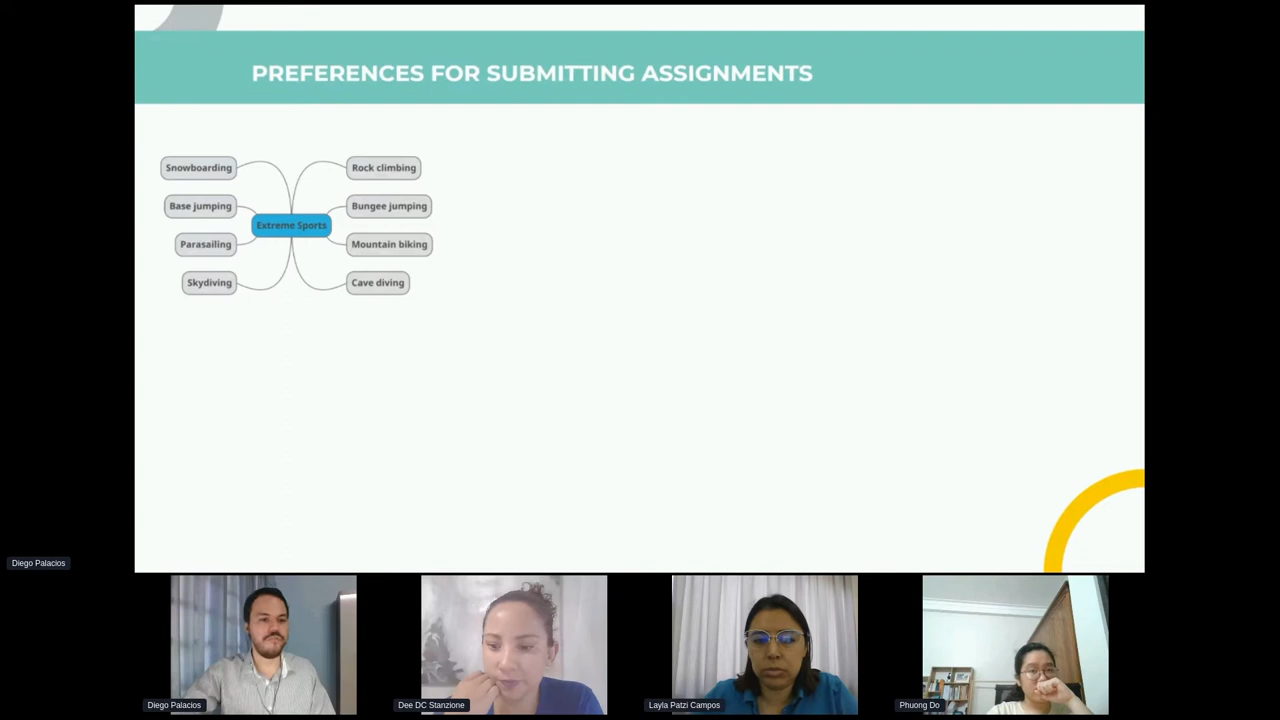 PREFERENCES FOR SUBMITTING ASSIGNMENTS
Snowboarding
Rock climbing
Base jumping
Bungee jumping
Extreme Sports
Parasailing
Mountain biking
Skydiving
Cave diving
Diego Palacios
Diego Palacios
Dee DC Stanzione
Layla Patzi Campos
Phuong Do